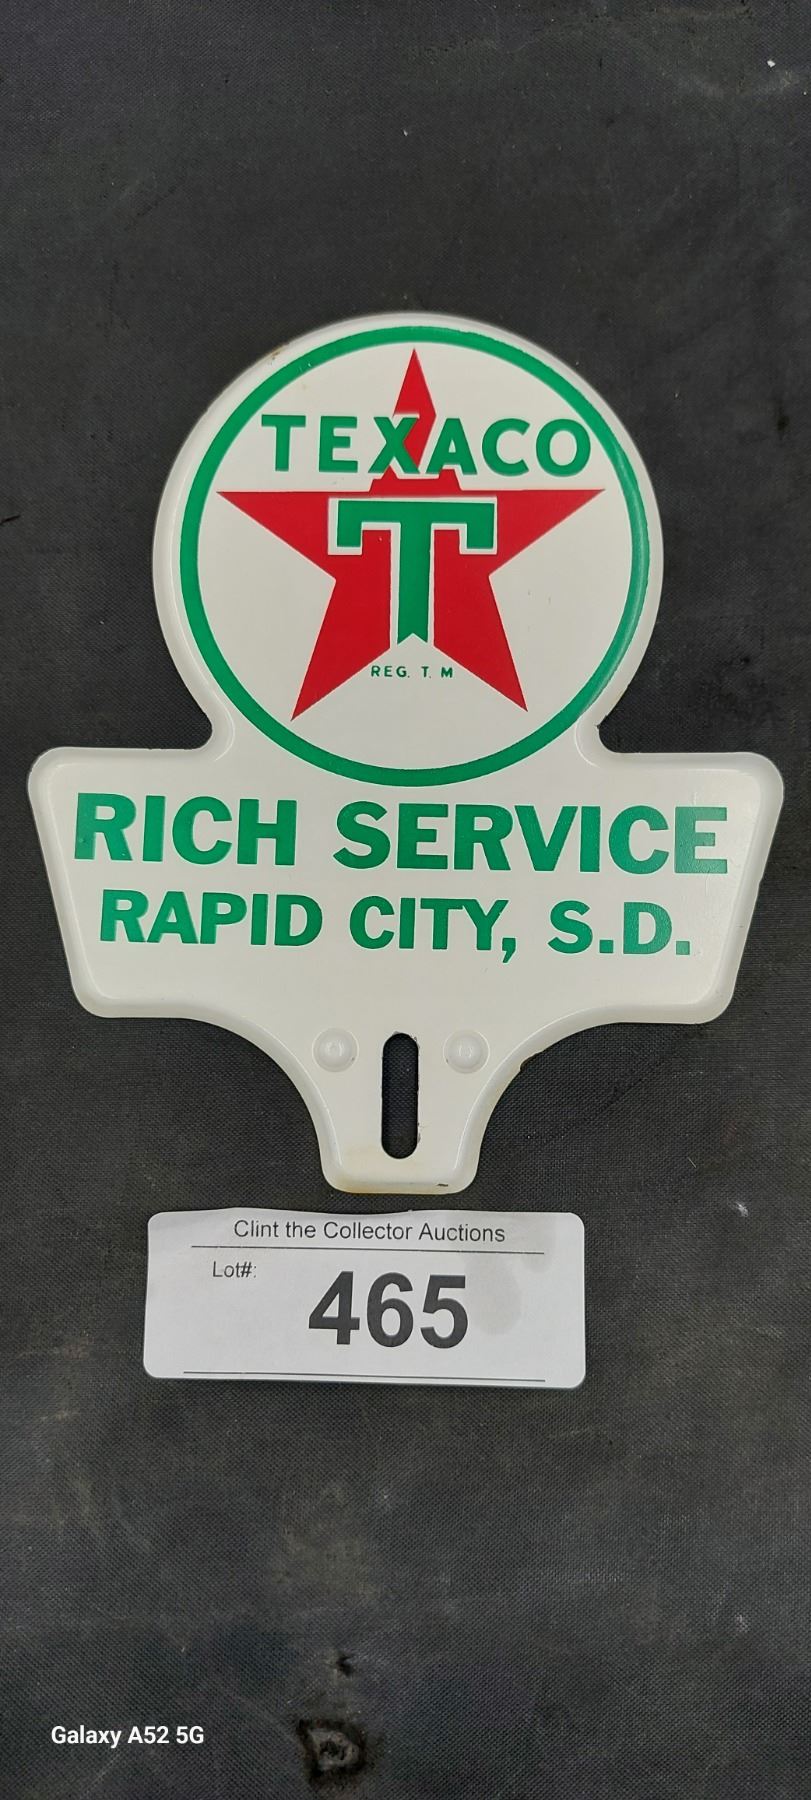 TEXACO
T
REG. T. M
RICH SERVICE
RAPID CITY, S.D.
Clint the Collector Auctions
Lot#:
465
Galaxy A52 5G